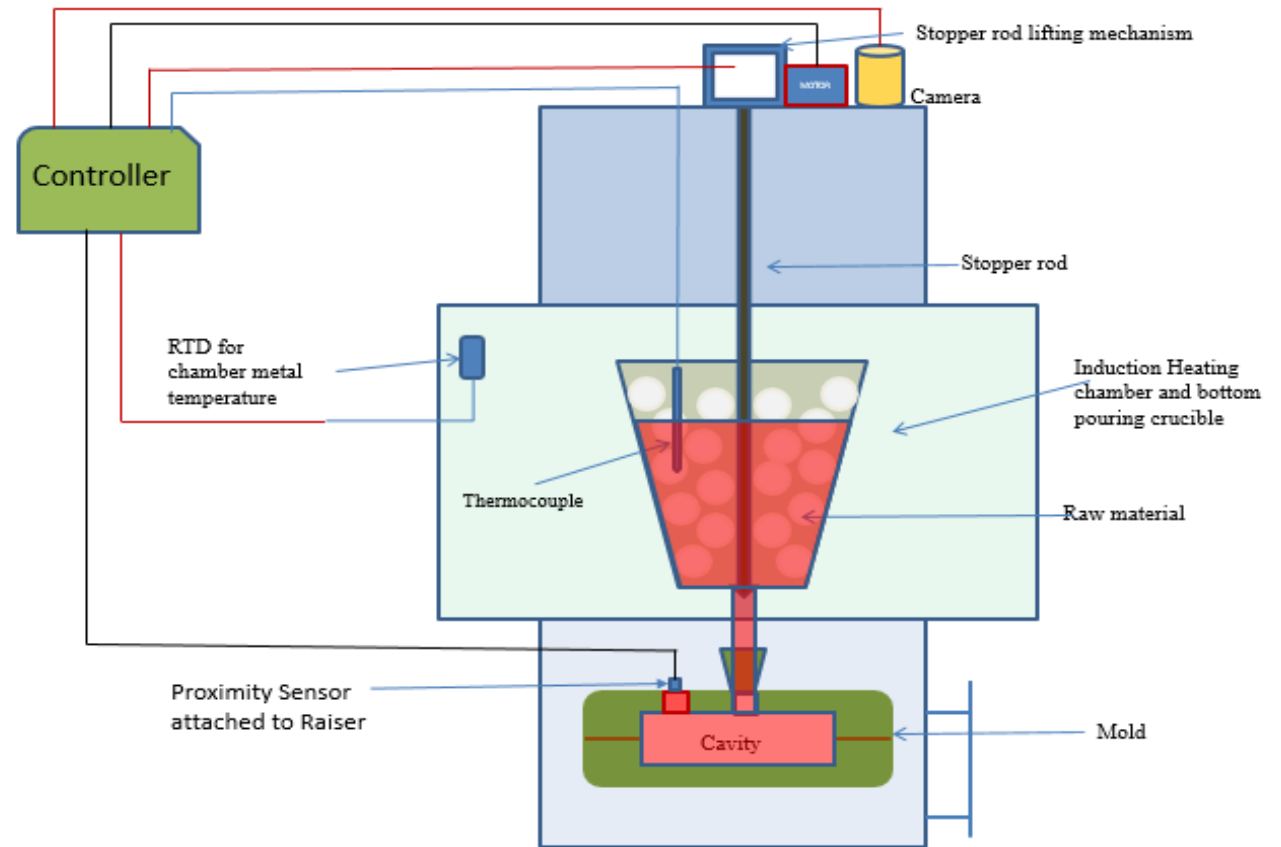 Stopper rod lifting mechanism
MOTOR
Camera
Controller
Stopper rod
RTD for
chamber metal
temperature
Induction Heating
chamber and bottom
pouring crucible
Thermocouple
Raw material
Proximity Sensor
attached to Raiser
Cavity
Mold